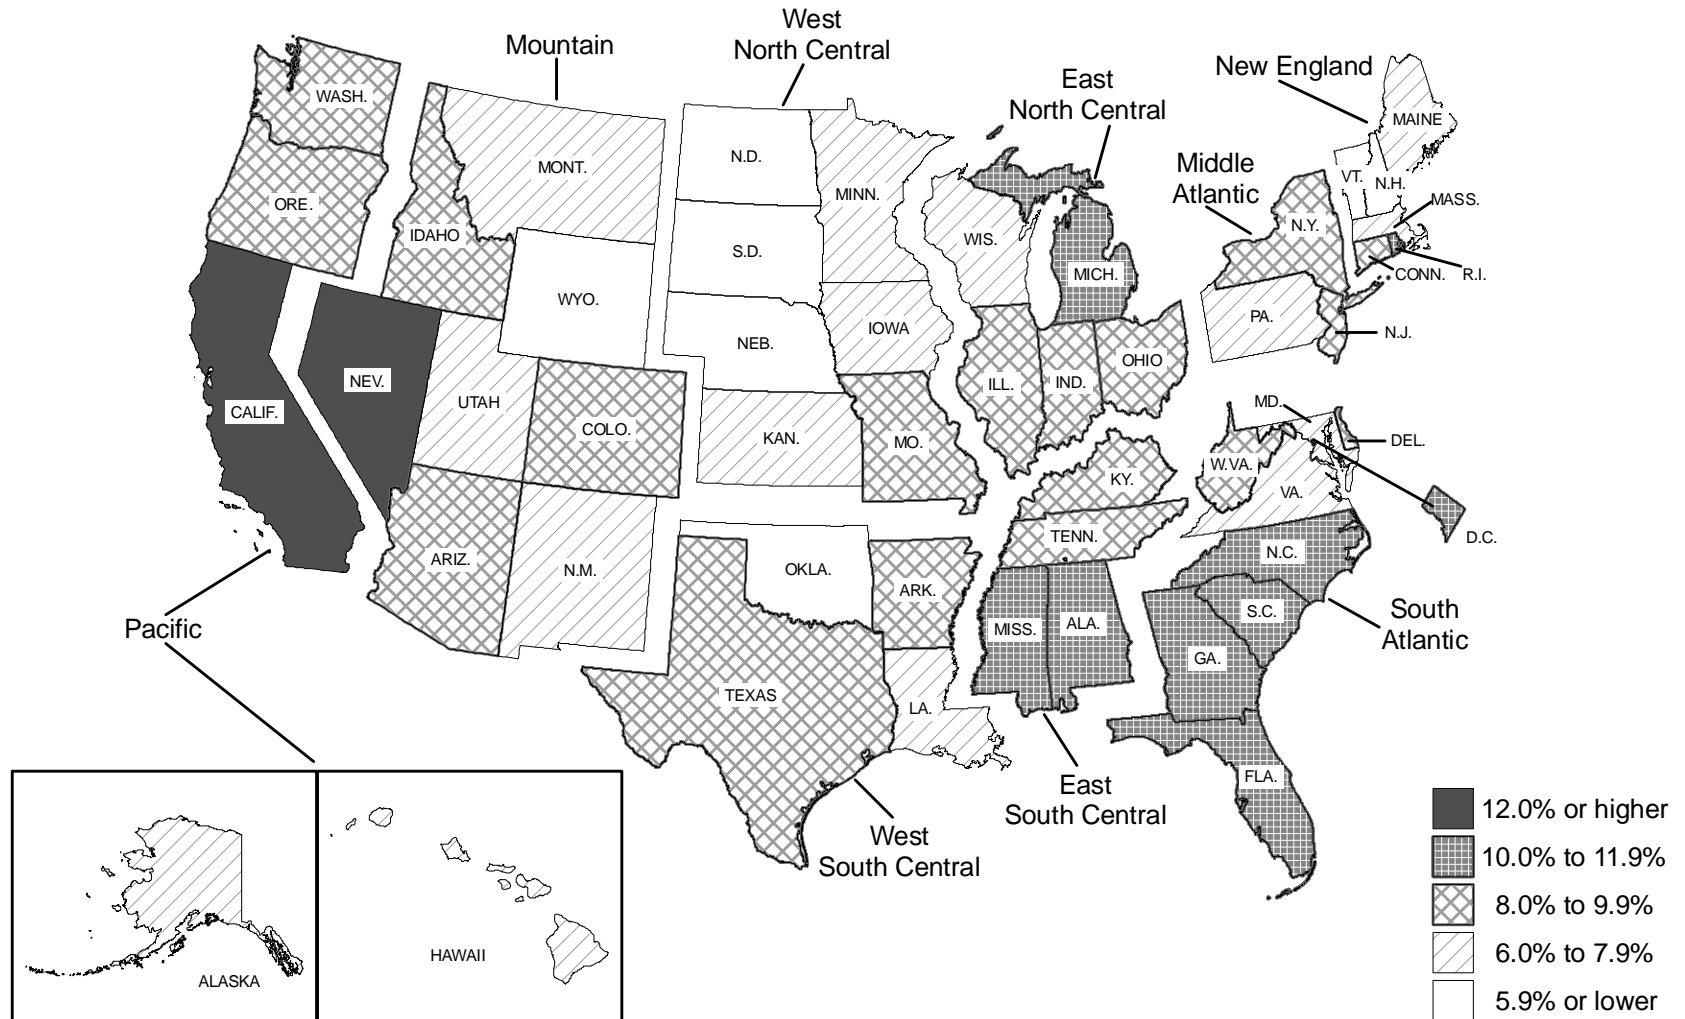 West
North Central
Mountain
East
North Central
New England
Middle
Atlantic
WASH.
MONT.
N.D.
MINN.
MAINE
VT.
N.H.
MASS.
ORE.
IDAHO
S.D.
WIS.
N.Y.
MICH.
CONN.
R.I.
WYO.
IOWA
PA.
N.J.
NEB.
OHIO
NEV.
ILL.
IND.
CALIF.
UTAH
COLO.
KAN.
MO.
MD.
DEL.
W.VA.
KY.
VA.
D.C.
ARIZ.
N.M.
OKLA.
ARK.
TENN.
N.C.
S.C.
South
Atlantic
Pacific
MISS.
ALA.
GA.
TEXAS
LA.
FLA.
East
South Central
West
South Central
ALASKA
HAWAII
12.0% or higher
10.0% to 11.9%
8.0% to 9.9%
6.0% to 7.9%
5.9% or lower